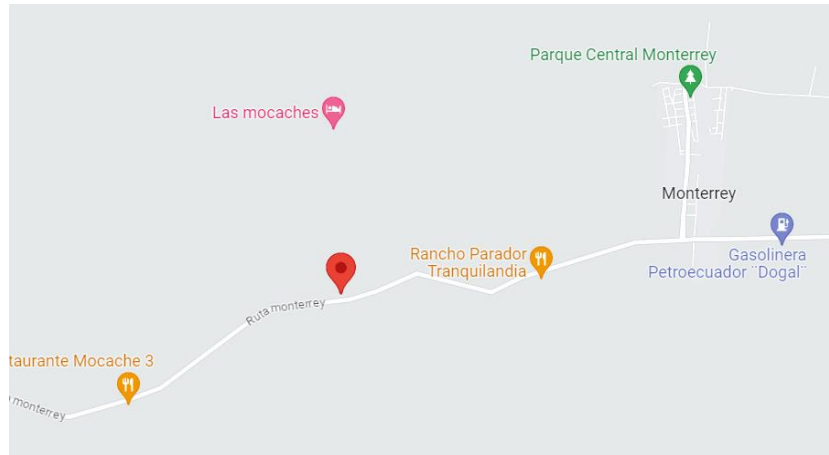 Parque Central Monterrey
Las mocaches
Monterrey
Rancho Parador
Tranquilandia
Gasolinera
Petroecuador ¨Dogal¨
Ruta monterrey
taurante Mocache 3
a monterrey